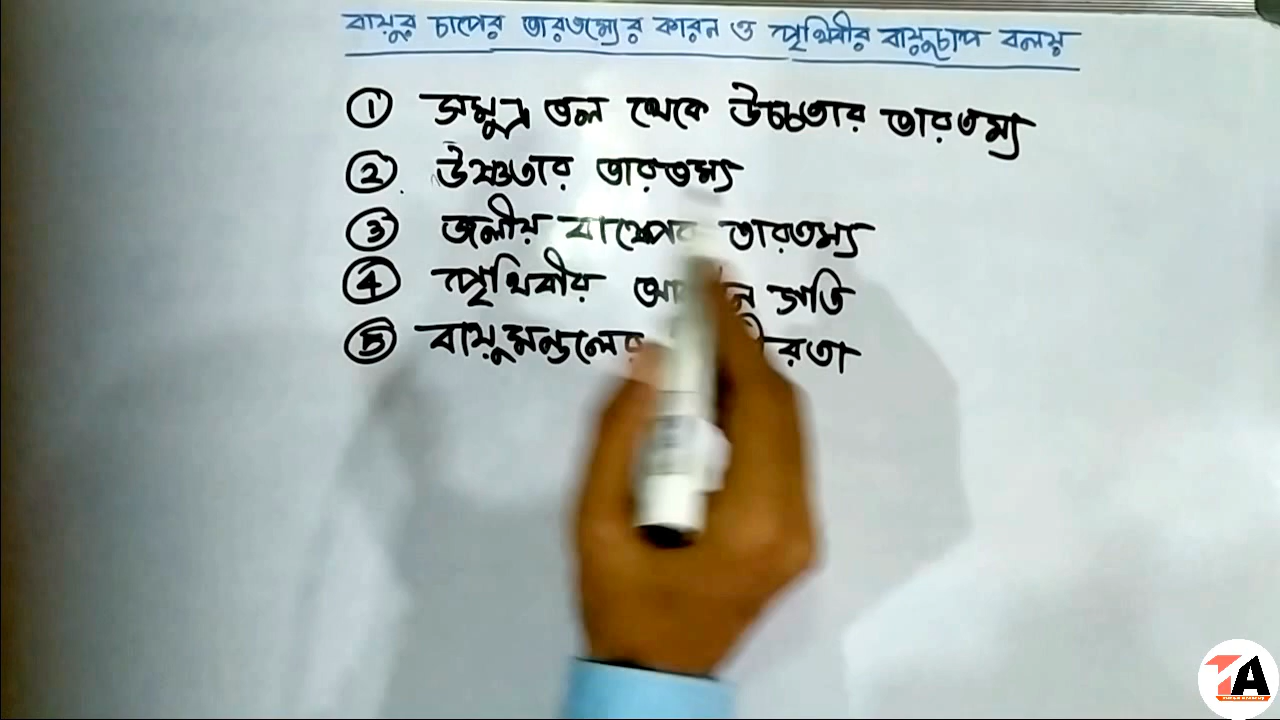 বায়ুর চাপের তারতম্যের কারন ও পৃথিবীর বায়ুচাপ বলয়
① সমুদ্র তল থেকে উচ্চতার তারতম্য
② উষ্ণতার তারতম্য
③ জলীয় বাষ্পের তারতম্য
④ পৃথিবীর গতি
⑤ বায়ুমন্ডলের
TA